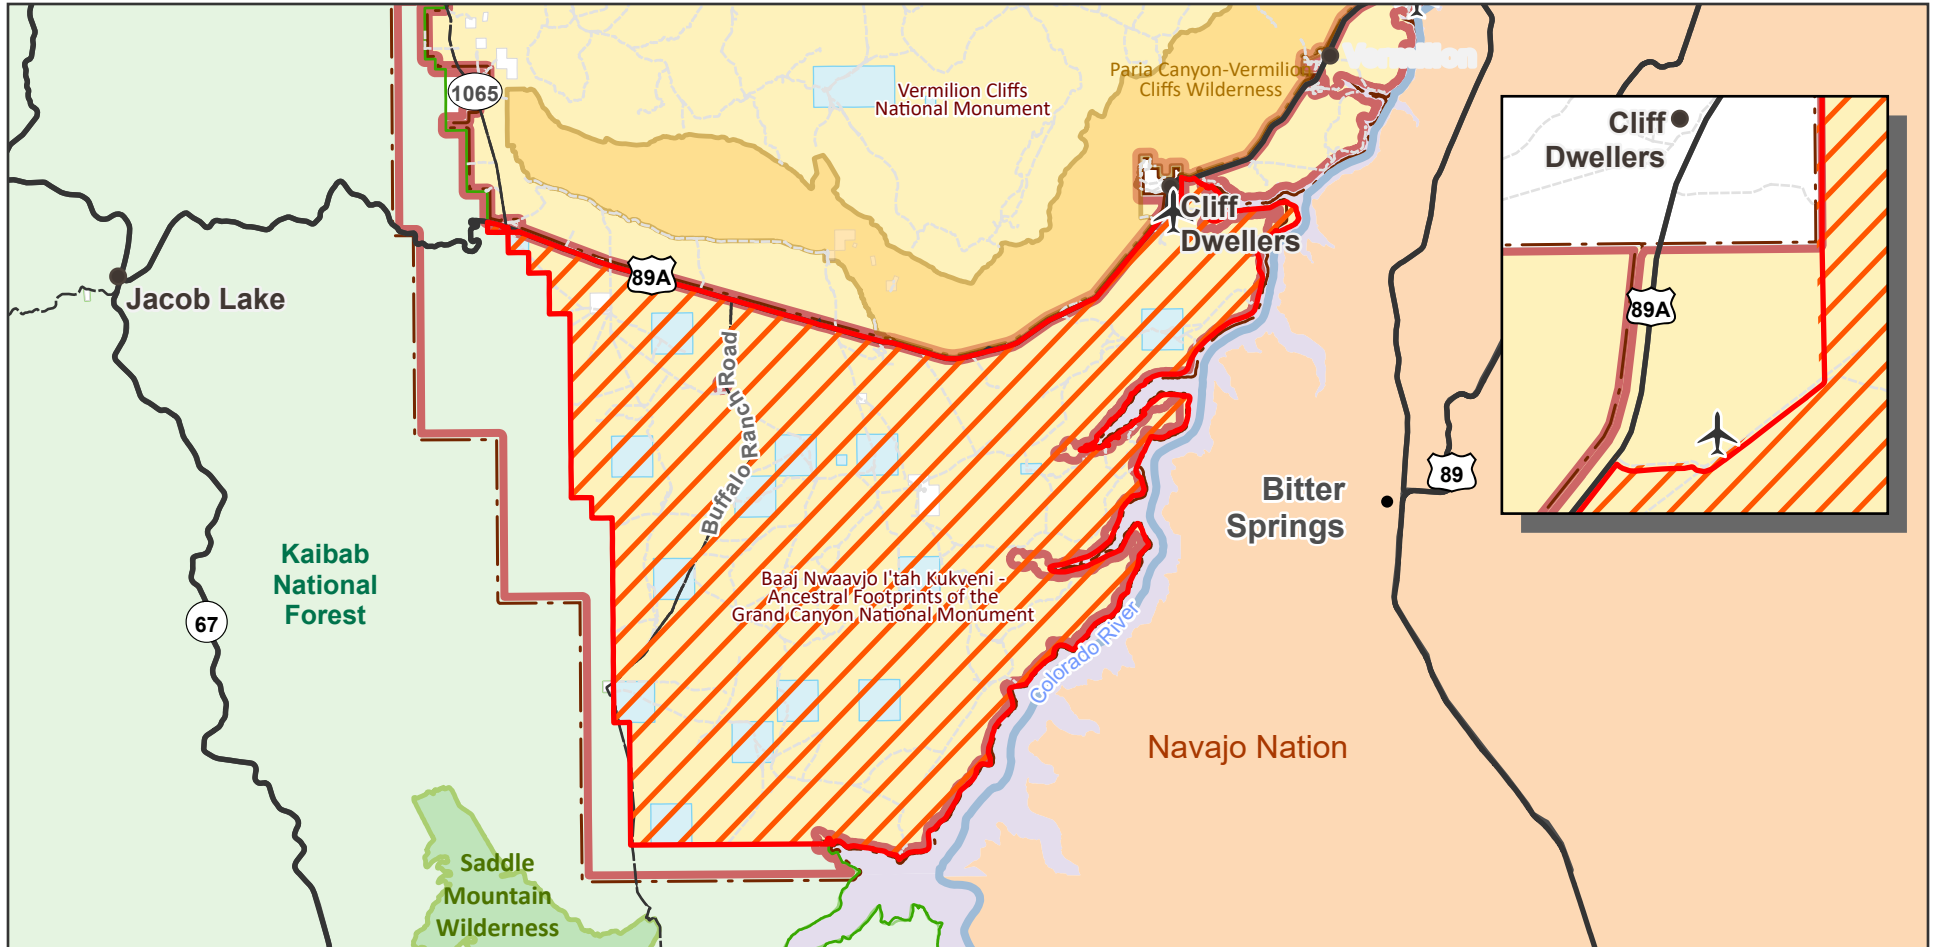 1065
Vermilion Cliffs
National Monument
Paria Canyon-Vermilion
Cliffs Wilderness
Vermilion
Cliff
Dwellers
Cliff
Dwellers
89A
89A
Jacob Lake
Buffalo Ranch Road
Bitter
Springs
89
Kaibab
National
Forest
67
Baaj Nwaavjo I'tah Kukveni -
Ancestral Footprints of the
Grand Canyon National Monument
Colorado River
Navajo Nation
Saddle
Mountain
Wilderness